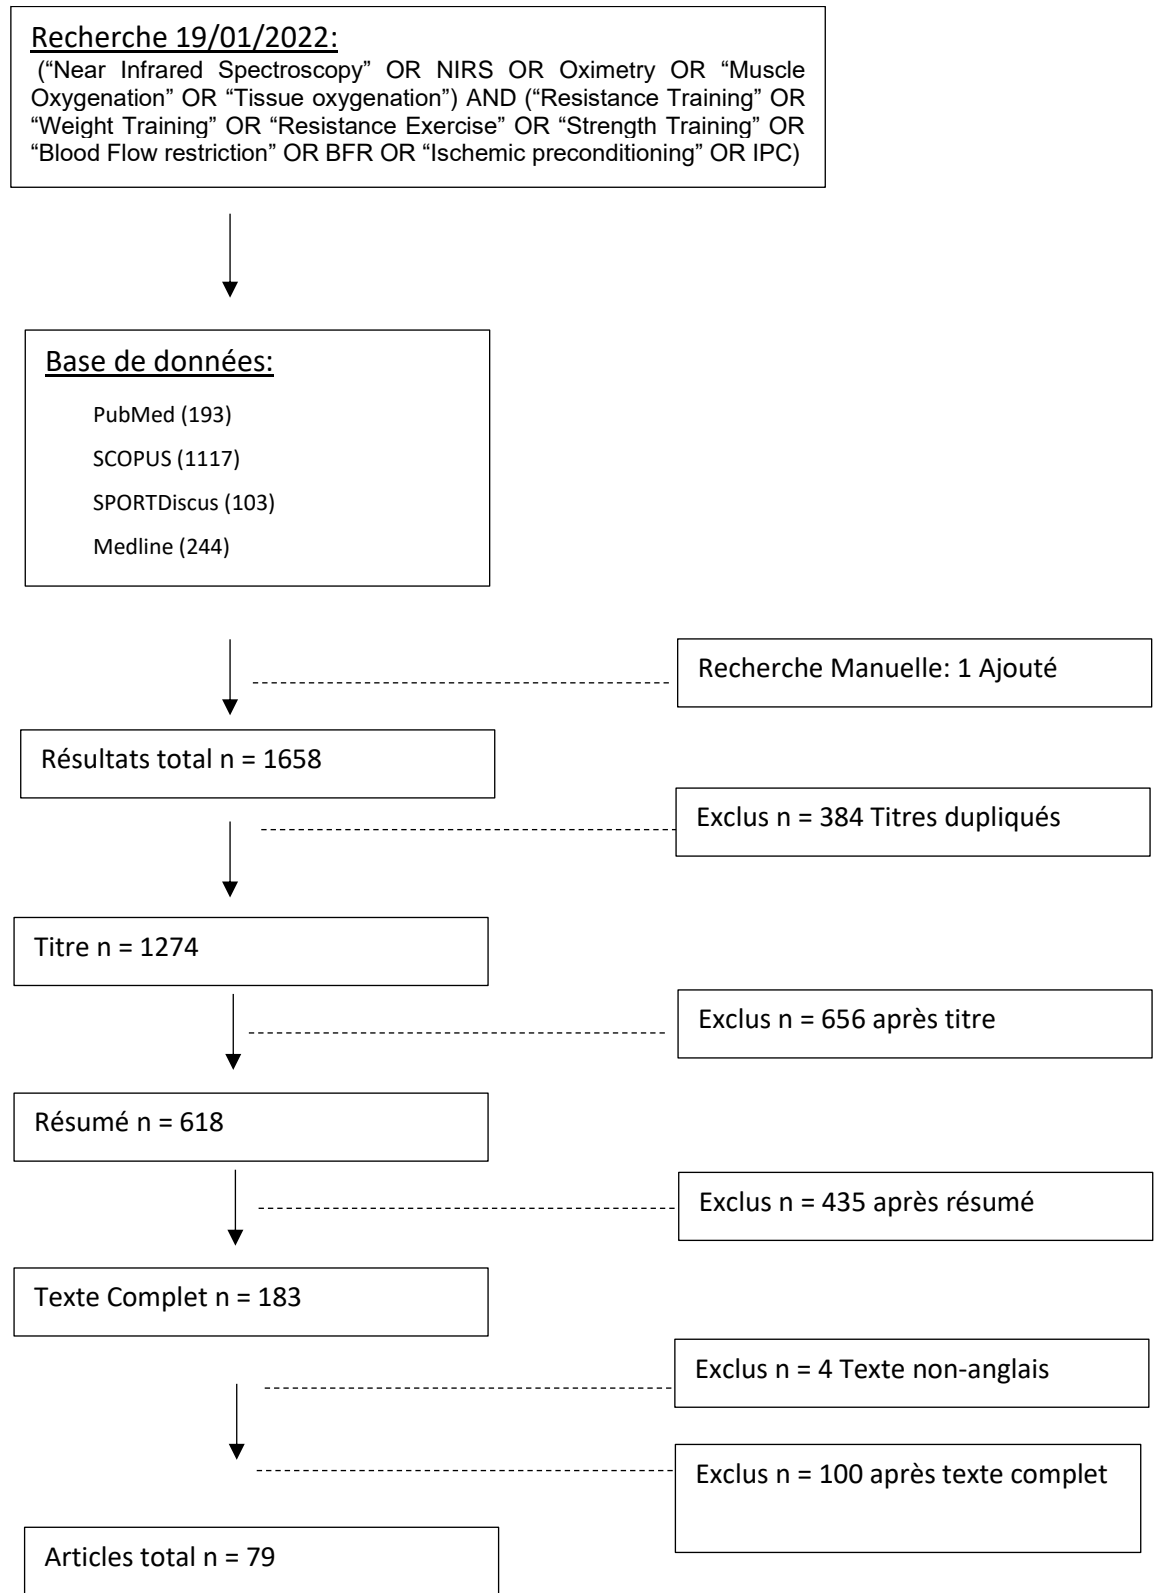 Recherche 19/01/2022:
(“Near Infrared Spectroscopy” OR NIRS OR Oximetry OR “Muscle
Oxygenation” OR “Tissue oxygenation”) AND (“Resistance Training” OR
“Weight Training” OR “Resistance Exercise” OR “Strength Training” OR
“Blood Flow restriction” OR BFR OR “Ischemic preconditioning” OR IPC)
Base de données:
PubMed (193)
SCOPUS (1117)
SPORTDiscus (103)
Medline (244)
Recherche Manuelle: 1 Ajouté
Résultats total n = 1658
Exclus n = 384 Titres dupliqués
Titre n = 1274
Exclus n = 656 après titre
Résumé n = 618
Exclus n = 435 après résumé
Texte Complet n = 183
Exclus n = 4 Texte non-anglais
Exclus n = 100 après texte complet
Articles total n = 79